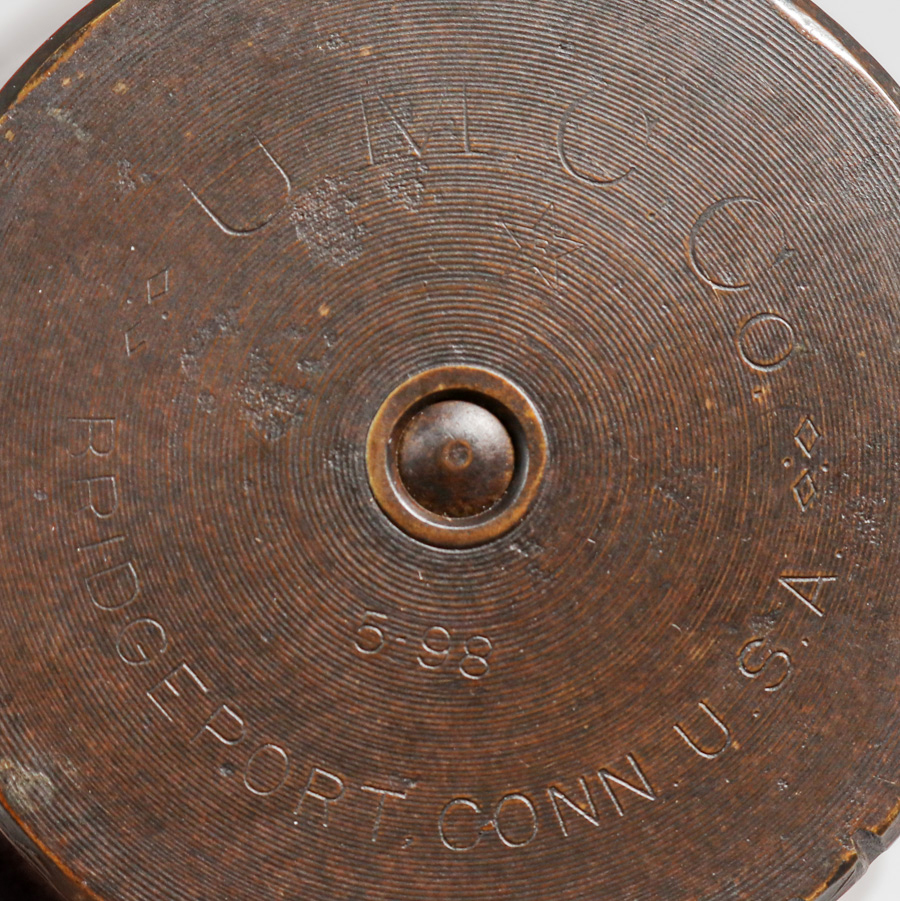 U M C Co.
BRIDGEPORT, CONN. U.S.A.
5-98